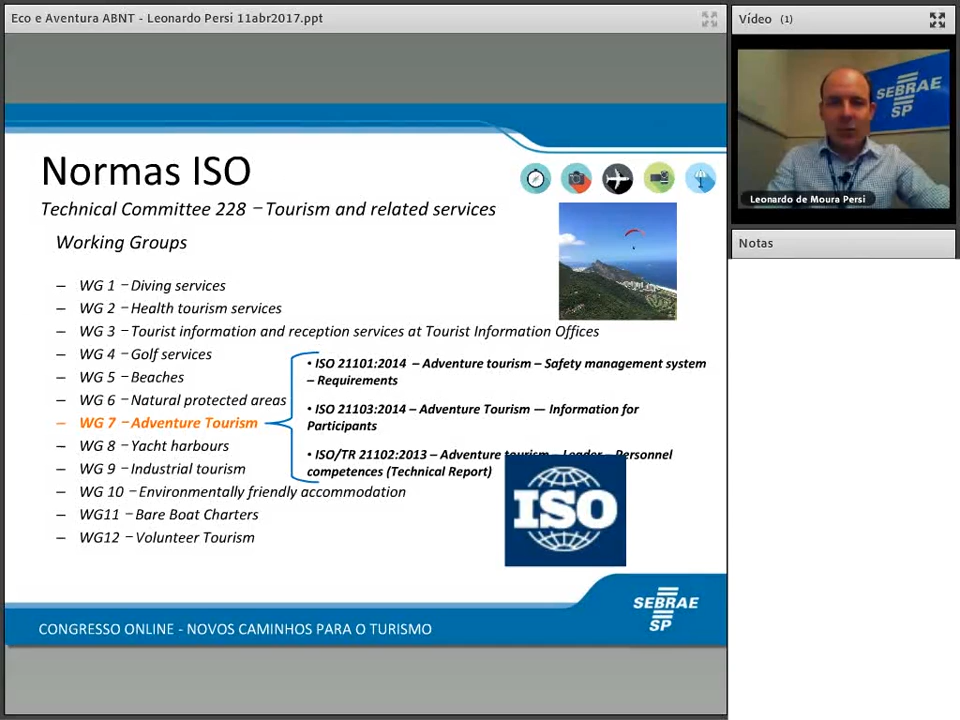 Eco e Aventura ABNT - Leonardo Persi 11abr2017.ppt
Normas ISO
Technical Committee 228 – Tourism and related services
Working Groups
– WG 1 – Diving services
– WG 2 – Health tourism services
– WG 3 – Tourist information and reception services at Tourist Information Offices
– WG 4 – Golf services
– WG 5 – Beaches
– WG 6 – Natural protected areas
– WG 7 – Adventure Tourism
– WG 8 – Yacht harbours
– WG 9 – Industrial tourism
– WG 10 – Environmentally friendly accommodation
– WG11 – Bare Boat Charters
– WG12 – Volunteer Tourism
• ISO 21101:2014 – Adventure tourism – Safety management system
– Requirements
• ISO 21103:2014 – Adventure Tourism — Information for
Participants
• ISO/TR 21102:2013 – Adventure tourism – Leader – Personnel
competences (Technical Report)
ISO
CONGRESSO ONLINE - NOVOS CAMINHOS PARA O TURISMO
SEBRAE
SP
Vídeo (1)
SEBRAE
SP
Leonardo de Moura Persi
Notas